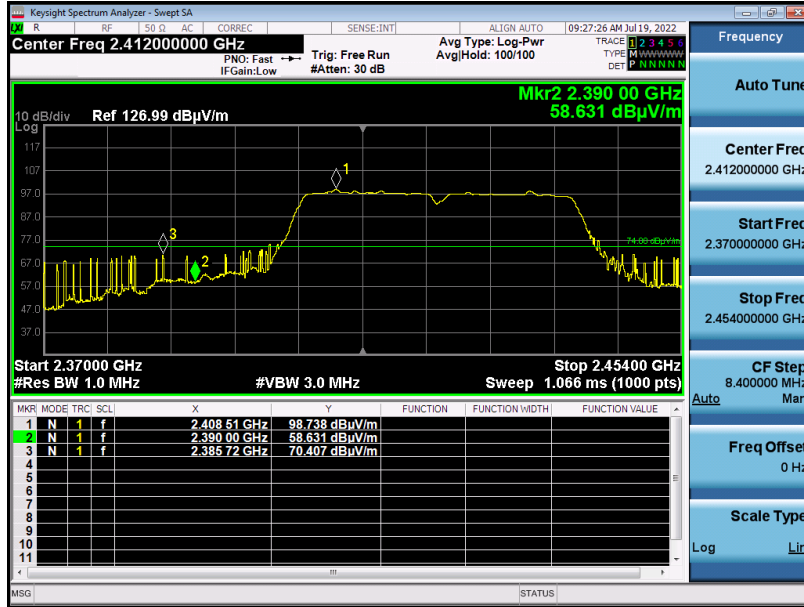 Keysight Spectrum Analyzer - Swept SA
LXI R RF 50 Ω AC CORREC SENSE:INT ALIGN AUTO 09:27:26 AM Jul 19, 2022
Center Freq 2.412000000 GHz
PNO: Fast
IFGain:Low
Trig: Free Run
#Atten: 30 dB
Avg Type: Log-Pwr
Avg|Hold: 100/100
TRACE 1 2 3 4 5 6
TYPE M WWWWW
DET P N N N N N
Mkr2 2.390 00 GHz
58.631 dBµV/m
10 dB/div Ref 126.99 dBµV/m
Log
117
107
97.0
87.0
77.0
67.0
57.0
47.0
37.0
1
3
2
74.00 dBµV/m
Start 2.37000 GHz Stop 2.45400 GHz
#Res BW 1.0 MHz #VBW 3.0 MHz Sweep 1.066 ms (1000 pts)
MKR MODE TRC SCL X Y FUNCTION FUNCTION WIDTH FUNCTION VALUE
1 N 1 f 2.408 51 GHz 98.738 dBµV/m
2 N 1 f 2.390 00 GHz 58.631 dBµV/m
3 N 1 f 2.385 72 GHz 70.407 dBµV/m
4
5
6
7
8
9
10
11
MSG STATUS
Frequency
Auto Tune
Center Freq
2.412000000 GHz
Start Freq
2.370000000 GHz
Stop Freq
2.454000000 GHz
CF Step
8.400000 MHz
Auto Man
Freq Offset
0 Hz
Scale Type
Log Lin